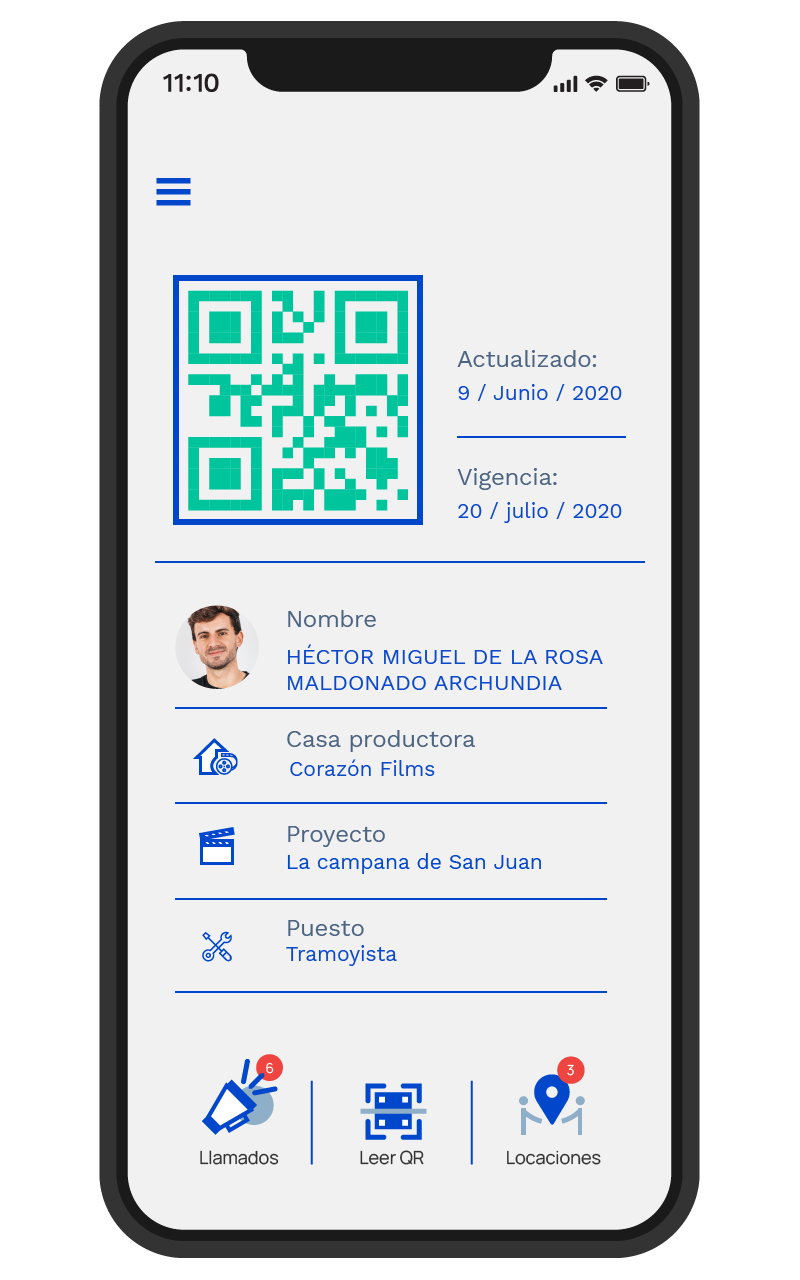 11:10
Actualizado:
9 / Junio / 2020
Vigencia:
20 / julio / 2020
Nombre
HÉCTOR MIGUEL DE LA ROSA
MALDONADO ARCHUNDIA
Casa productora
Corazón Films
Proyecto
La campana de San Juan
Puesto
Tramoyista
6
3
Llamados
Leer QR
Locaciones